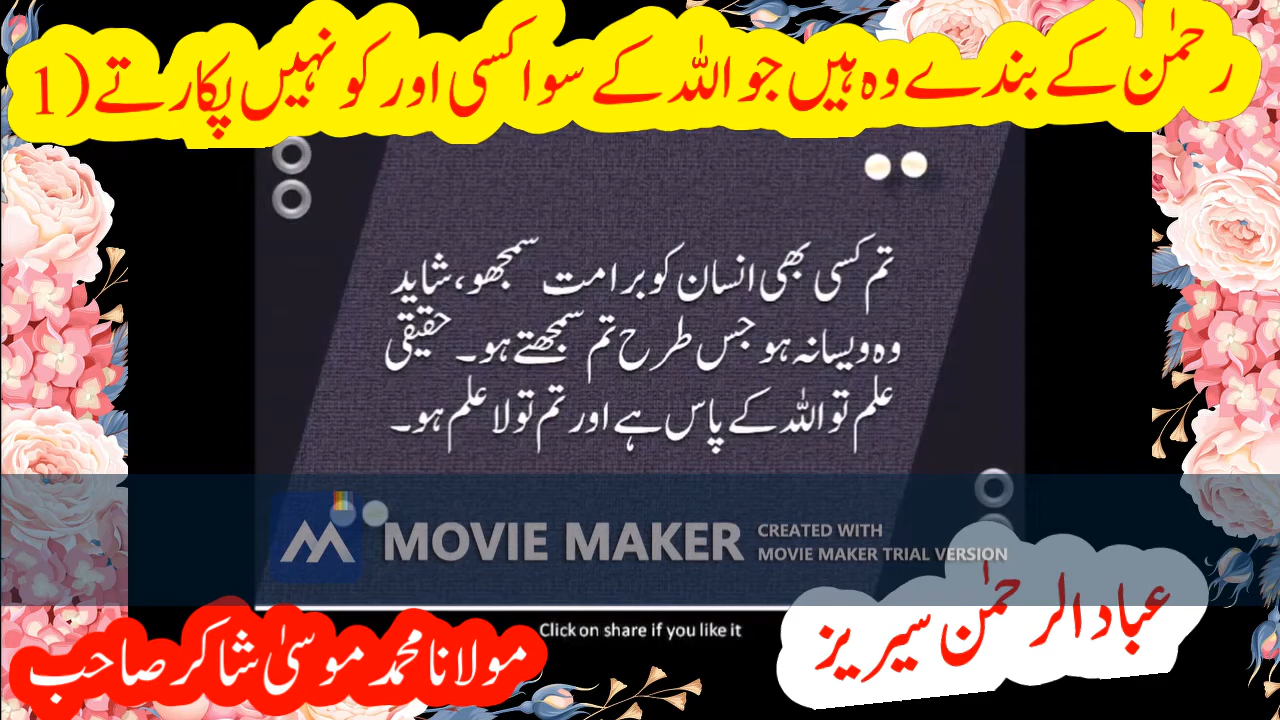 رحمٰن کے بندے وہ ہیں جو اللہ کے سوا کسی اور کو نہیں پکارتے (1
تم کسی بھی انسان کو برا مت سمجھو، شاید
وہ ویسا نہ ہو جس طرح تم سمجھتے ہو۔ حقیقی
علم تو اللہ کے پاس ہے اور تم تو لا علم ہو۔
MOVIE MAKER
CREATED WITH
MOVIE MAKER TRIAL VERSION
عباد الرحمٰن سیریز
Click on share if you like it
مولانا محمد موسیٰ شاکر صاحب